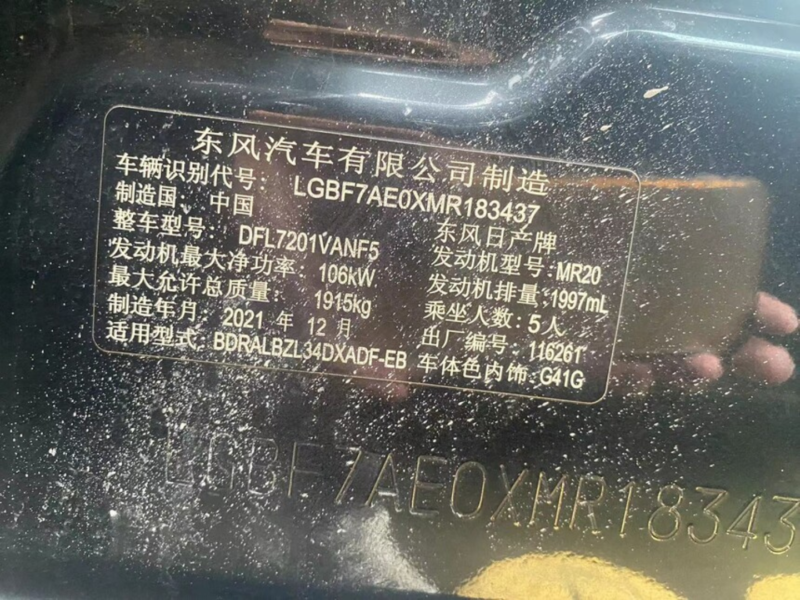 东风汽车有限公司制造
车辆识别代号: LGBF7AE0XMR183437
制造国: 中国 东风日产牌
整车型号: DFL7201VANF5 发动机型号: MR20
发动机最大净功率: 106kW 发动机排量: 1997mL
最大允许总质量: 1915kg 乘坐人数: 5人
制造年月 2021 年 12 月 出厂编号: 116261
适用型式: BDRALBZL34DXADF-EB 车体色内饰: G41G
LGBF7AE0XMR18343